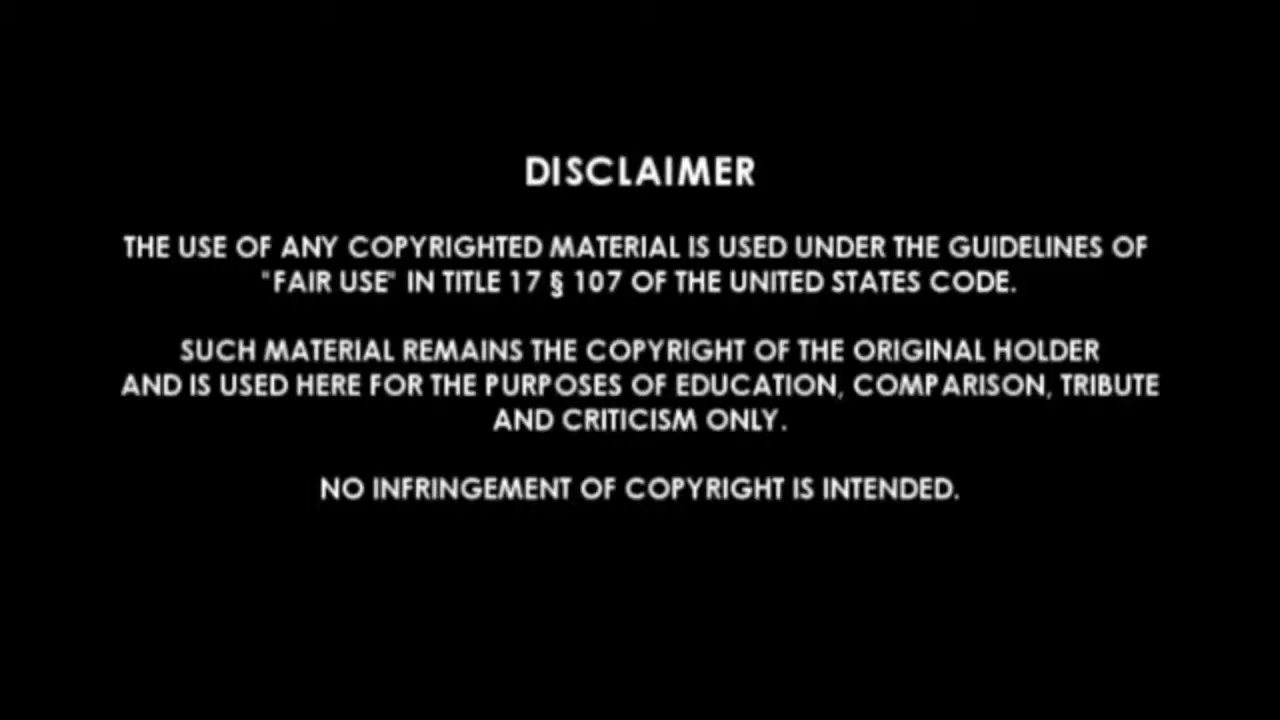 DISCLAIMER
THE USE OF ANY COPYRIGHTED MATERIAL IS USED UNDER THE GUIDELINES OF
"FAIR USE" IN TITLE 17 § 107 OF THE UNITED STATES CODE.
SUCH MATERIAL REMAINS THE COPYRIGHT OF THE ORIGINAL HOLDER
AND IS USED HERE FOR THE PURPOSES OF EDUCATION, COMPARISON, TRIBUTE
AND CRITICISM ONLY.
NO INFRINGEMENT OF COPYRIGHT IS INTENDED.